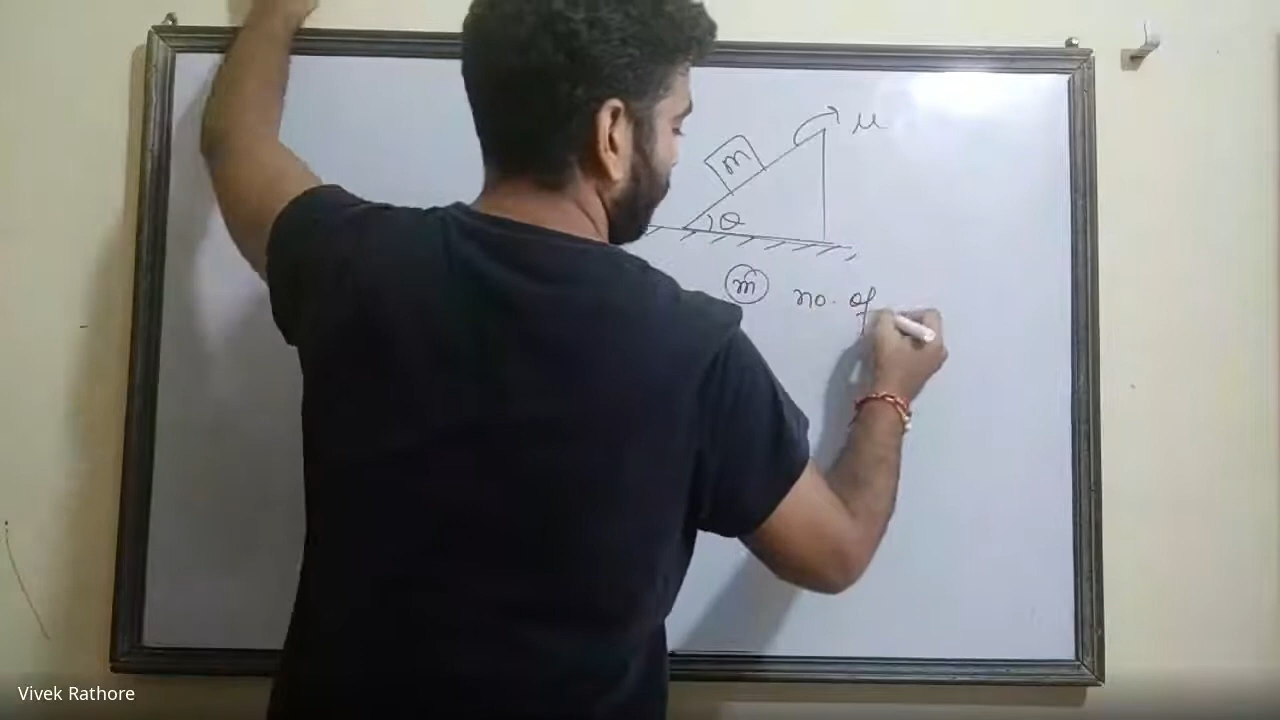 μ
m
θ
m no. of
Vivek Rathore